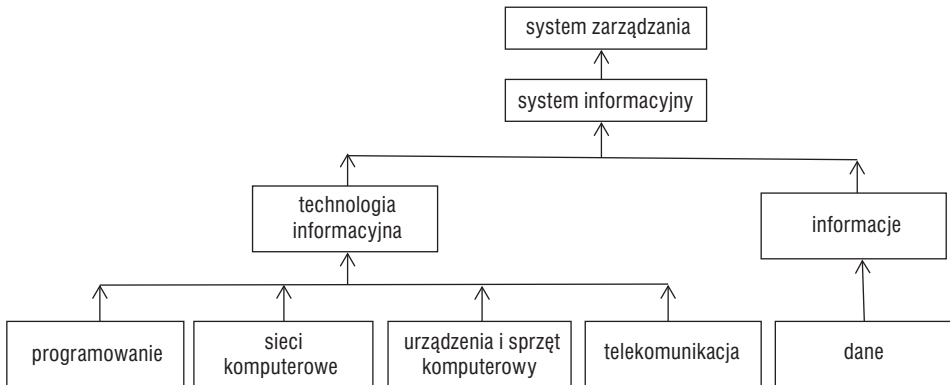 system zarządzania
system informacyjny
technologia
informacyjna
informacje
programowanie
sieci
komputerowe
urządzenia i sprzęt
komputerowy
telekomunikacja
dane